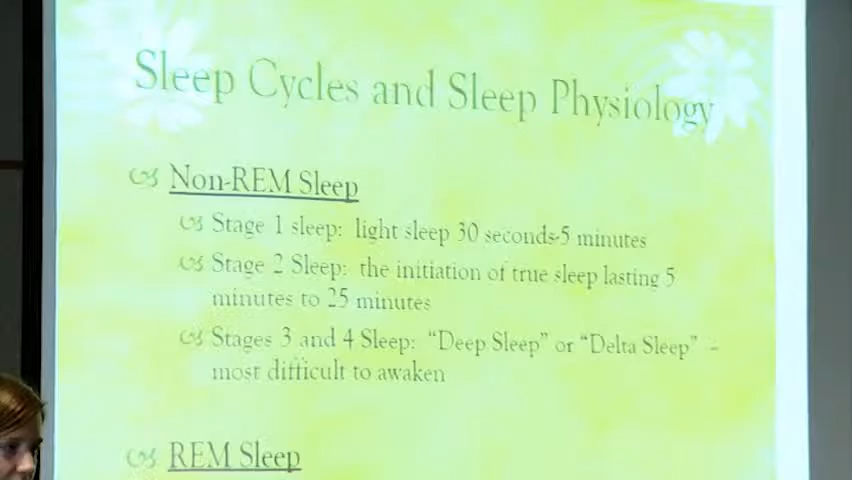 Sleep Cycles and Sleep Physiology
Non-REM Sleep
Stage 1 sleep: light sleep 30 seconds-5 minutes
Stage 2 Sleep: the initiation of true sleep lasting 5
minutes to 25 minutes
Stages 3 and 4 Sleep: “Deep Sleep” or “Delta Sleep” –
most difficult to awaken
REM Sleep